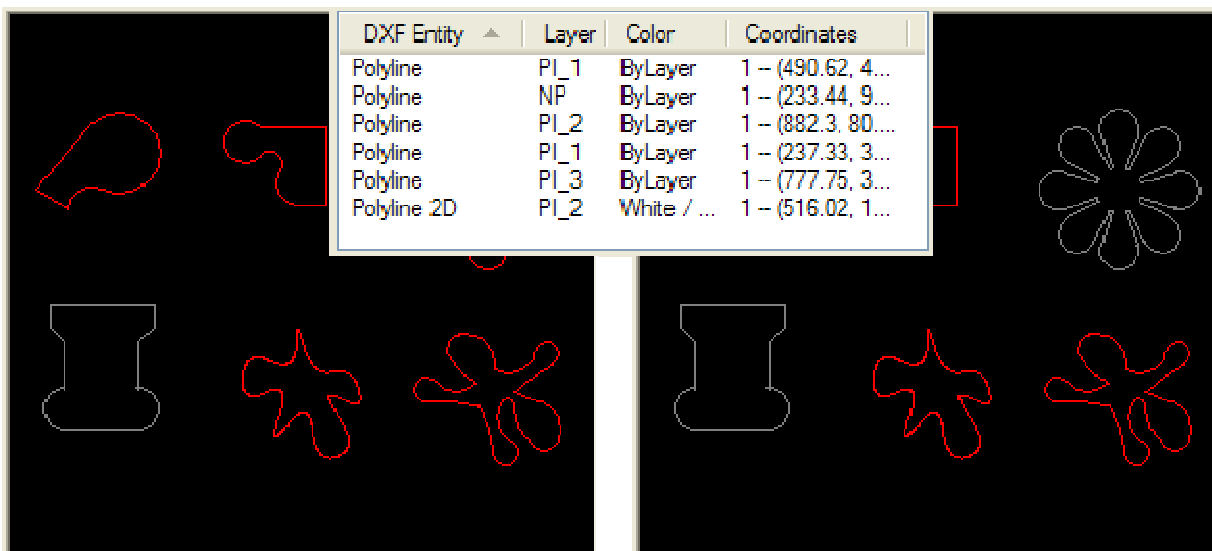 DXF Entity Layer Color Coordinates
Polyline PI_1 ByLayer 1 -- (490.62, 4...
Polyline NP ByLayer 1 -- (233.44, 9...
Polyline PI_2 ByLayer 1 -- (882.3, 80....
Polyline PI_1 ByLayer 1 -- (237.33, 3...
Polyline PI_3 ByLayer 1 -- (777.75, 3...
Polyline 2D PI_2 White / ... 1 -- (516.02, 1...